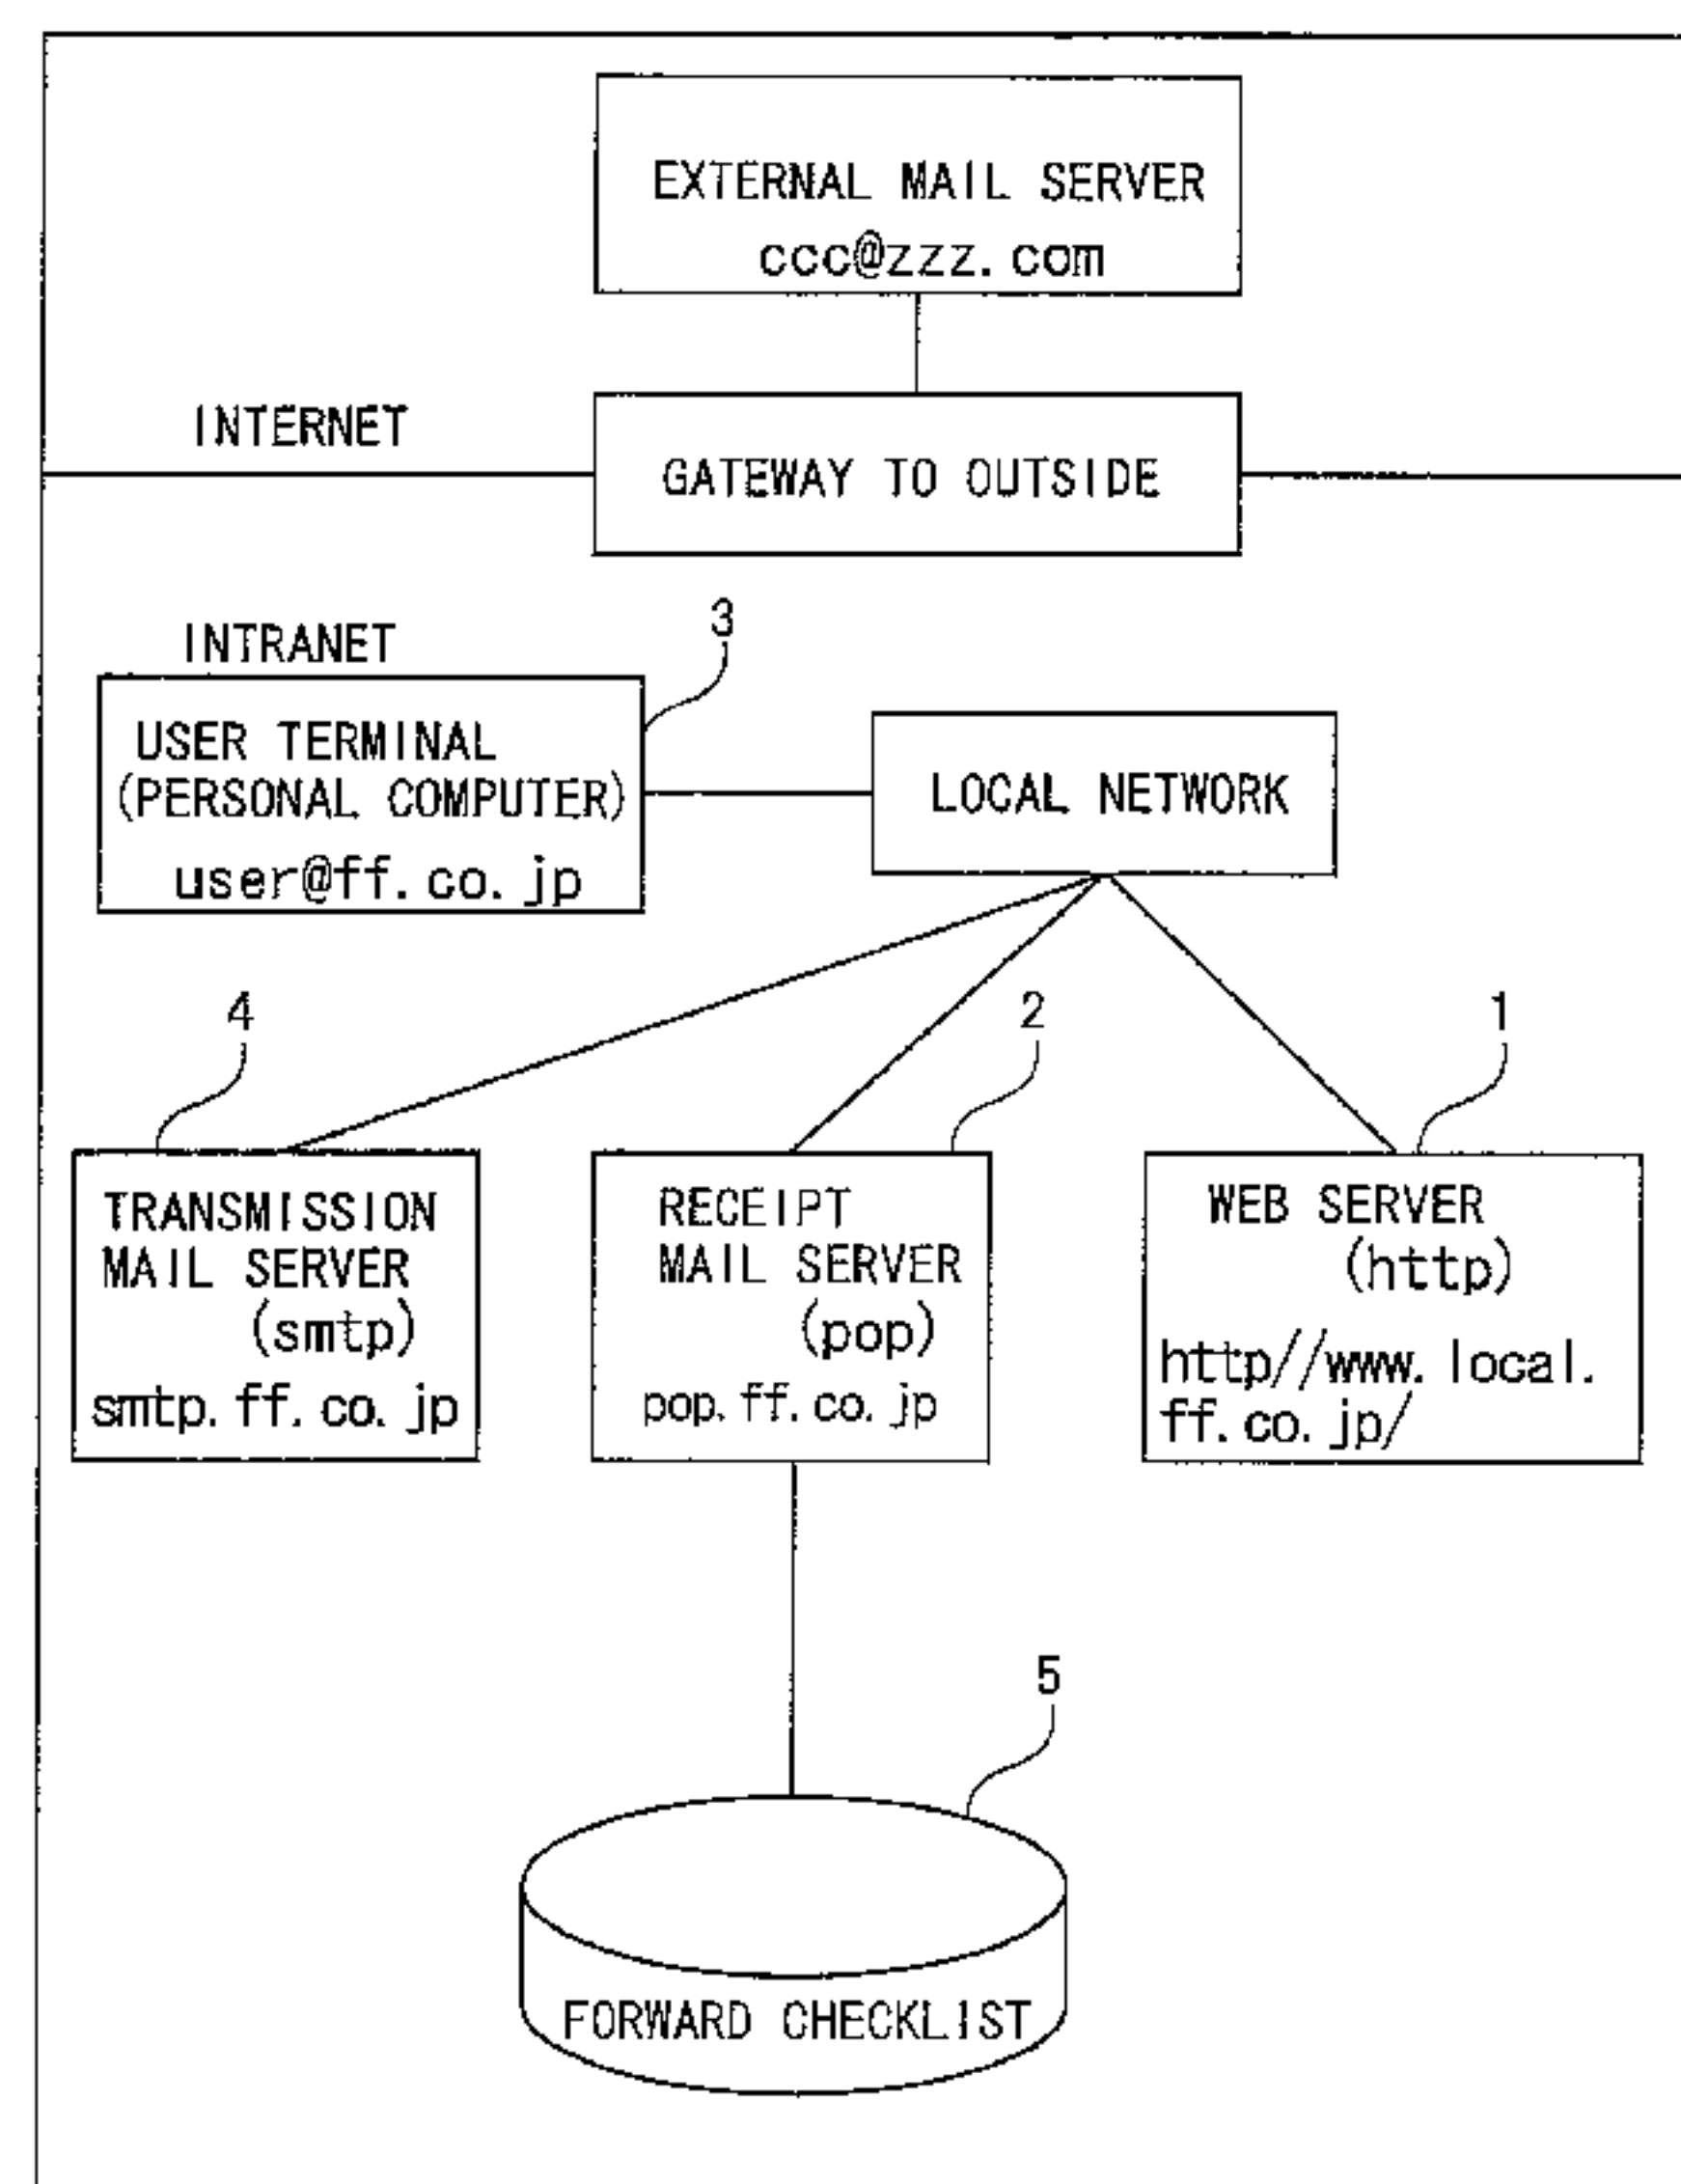 EXTERNAL MAIL SERVER
ccc@zzz.com
INTERNET
GATEWAY TO OUTSIDE
INTRANET
3
USER TERMINAL
(PERSONAL COMPUTER)
user@ff.co.jp
LOCAL NETWORK
4
2
1
TRANSMISSION
MAIL SERVER
(smtp)
smtp.ff.co.jp
RECEIPT
MAIL SERVER
(pop)
pop.ff.co.jp
WEB SERVER
(http)
http//www.local.
ff.co.jp/
5
FORWARD CHECKLIST